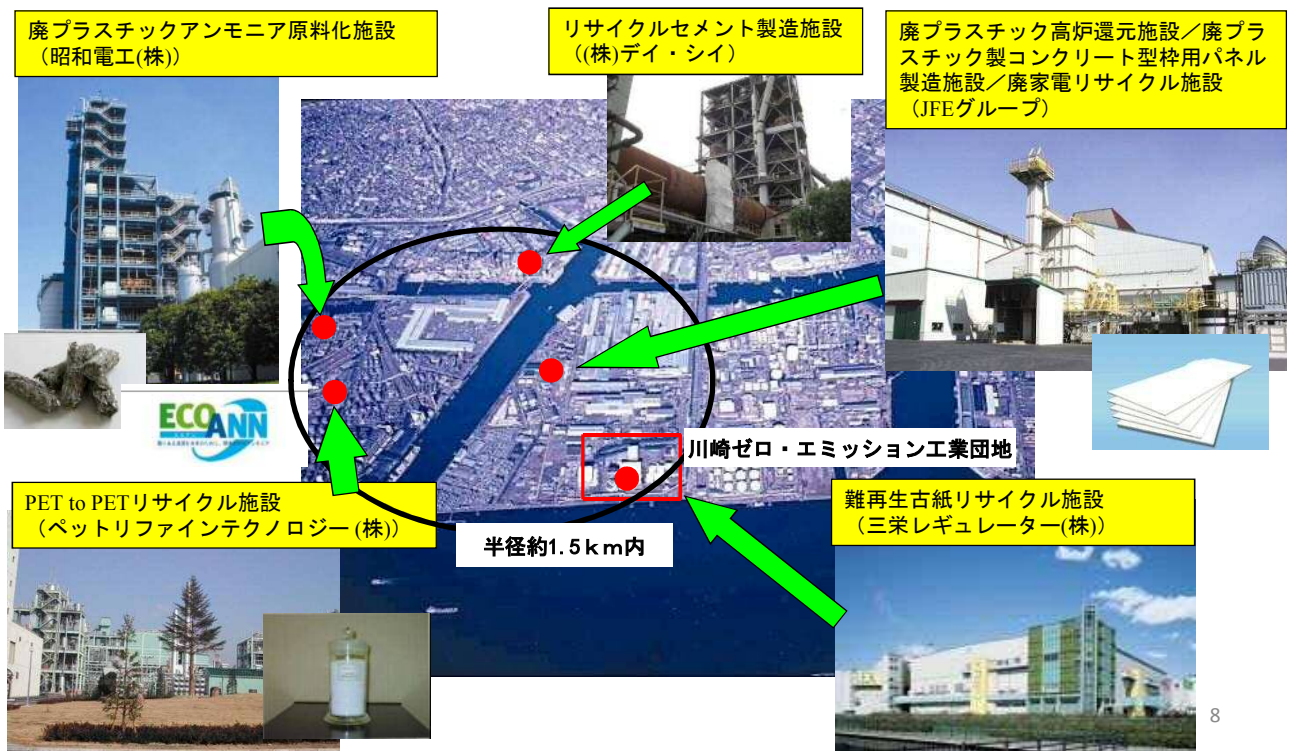 廃プラスチックアンモニア原料化施設
（昭和電工(株)）
リサイクルセメント製造施設
((株)デイ・シイ）
廃プラスチック高炉還元施設／廃プラ
スチック製コンクリート型枠用パネル
製造施設／廃家電リサイクル施設
（JFEグループ）
ECOANN
川崎ゼロ・エミッション工業団地
PET to PETリサイクル施設
（ペットリファインテクノロジー (株)）
半径約1.5ｋｍ内
難再生古紙リサイクル施設
（三栄レギュレーター(株)）
8